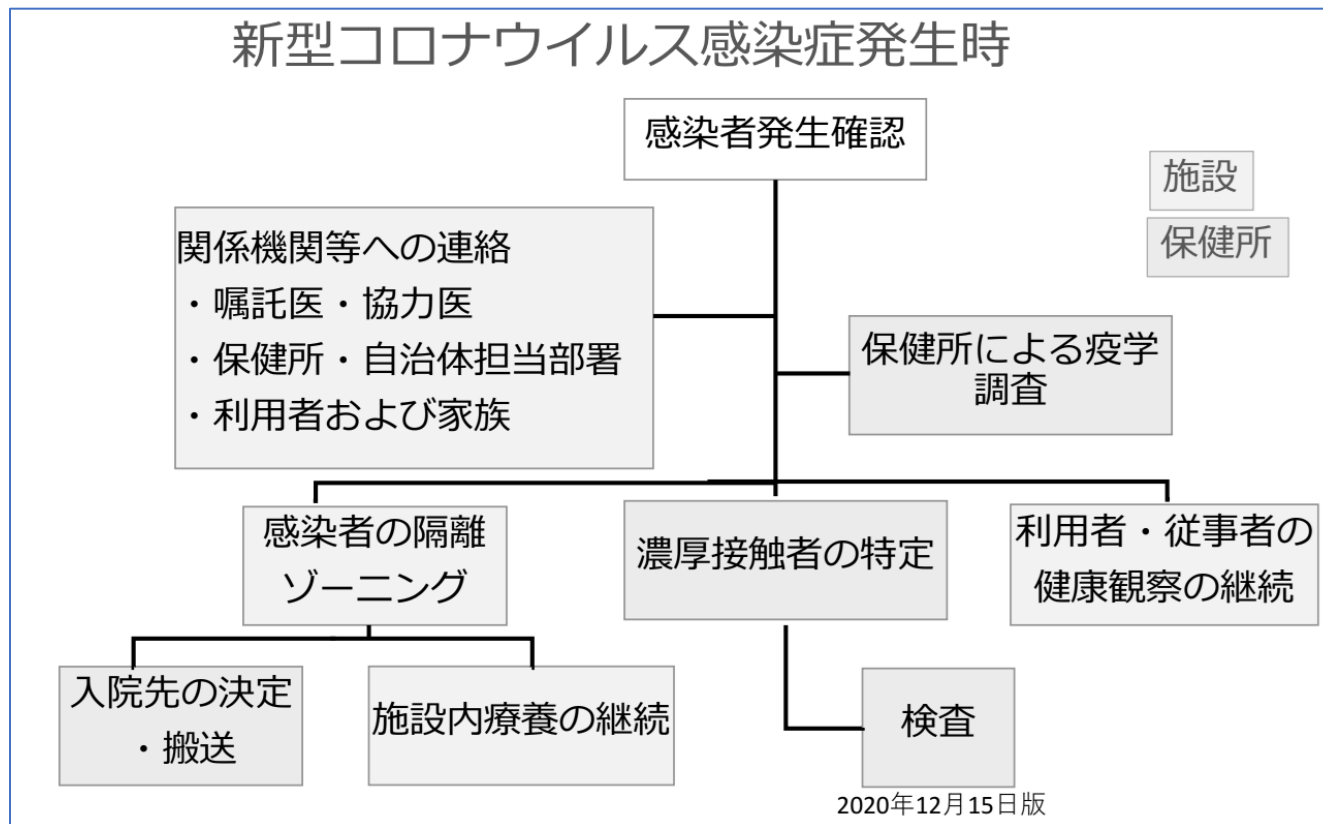 新型コロナウイルス感染症発生時
感染者発生確認
施設
保健所
関係機関等への連絡
・嘱託医・協力医
・保健所・自治体担当部署
・利用者および家族
保健所による疫学
調査
感染者の隔離
ゾーニング
濃厚接触者の特定
利用者・従事者の
健康観察の継続
入院先の決定
・搬送
施設内療養の継続
検査
2020年12月15日版